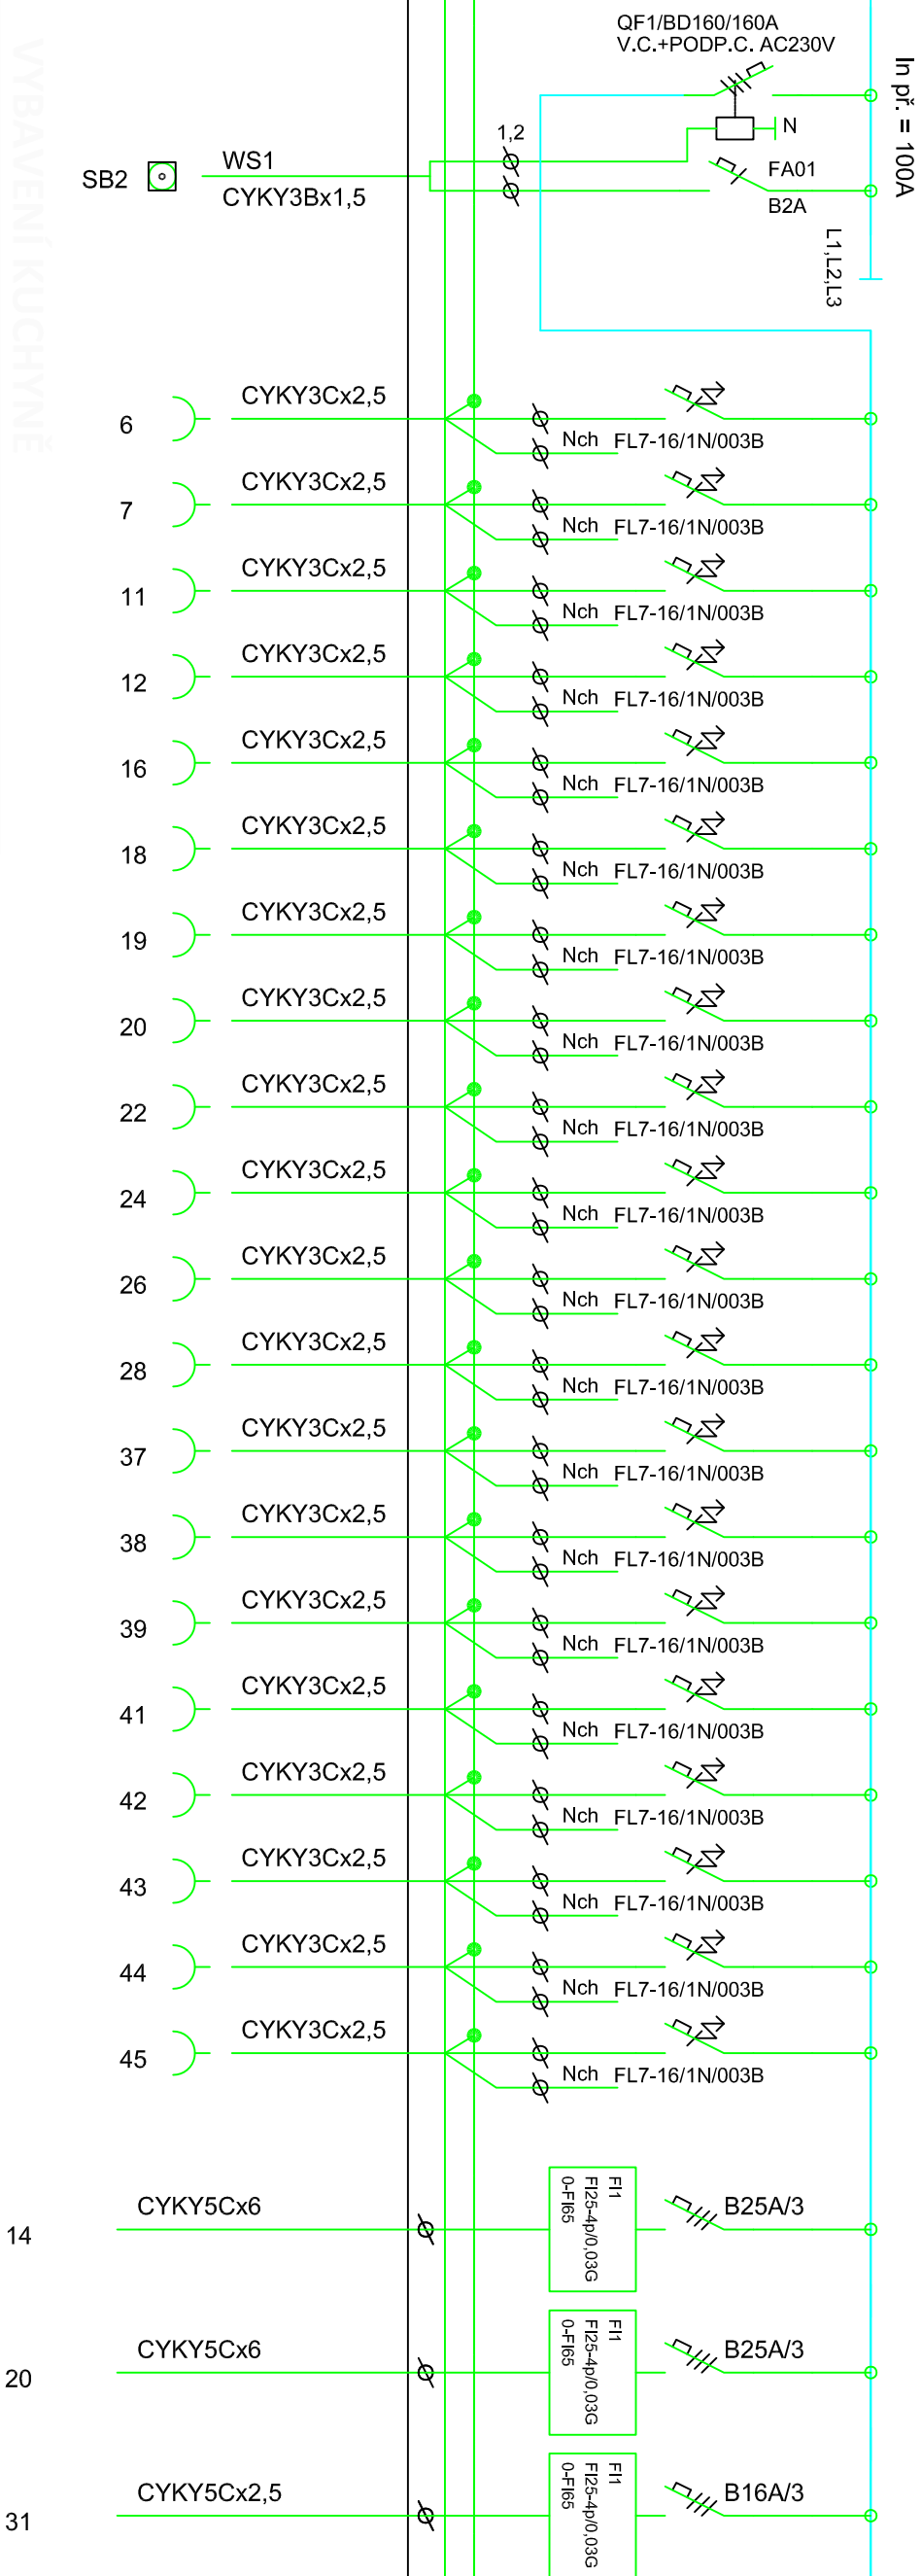 QF1/BD160/160A
V.C.+PODP.C. AC230V
In př. = 100A
N
1,2
WS1
SB2
CYKY3Bx1,5
FA01
B2A
L1,L2,L3
VYBAVENÍ KUCHYNĚ
CYKY3Cx2,5
6
Nch FL7-16/1N/003B
CYKY3Cx2,5
7
Nch FL7-16/1N/003B
CYKY3Cx2,5
11
Nch FL7-16/1N/003B
CYKY3Cx2,5
12
Nch FL7-16/1N/003B
CYKY3Cx2,5
16
Nch FL7-16/1N/003B
CYKY3Cx2,5
18
Nch FL7-16/1N/003B
CYKY3Cx2,5
19
Nch FL7-16/1N/003B
CYKY3Cx2,5
20
Nch FL7-16/1N/003B
CYKY3Cx2,5
22
Nch FL7-16/1N/003B
CYKY3Cx2,5
24
Nch FL7-16/1N/003B
CYKY3Cx2,5
26
Nch FL7-16/1N/003B
CYKY3Cx2,5
28
Nch FL7-16/1N/003B
CYKY3Cx2,5
37
Nch FL7-16/1N/003B
CYKY3Cx2,5
38
Nch FL7-16/1N/003B
CYKY3Cx2,5
39
Nch FL7-16/1N/003B
CYKY3Cx2,5
41
Nch FL7-16/1N/003B
CYKY3Cx2,5
42
Nch FL7-16/1N/003B
CYKY3Cx2,5
43
Nch FL7-16/1N/003B
CYKY3Cx2,5
44
Nch FL7-16/1N/003B
CYKY3Cx2,5
45
Nch FL7-16/1N/003B
14
CYKY5Cx6
FI1
FI25-4p/0,03G
0-FI65
B25A/3
20
CYKY5Cx6
FI1
FI25-4p/0,03G
0-FI65
B25A/3
31
CYKY5Cx2,5
FI1
FI25-4p/0,03G
0-FI65
B16A/3